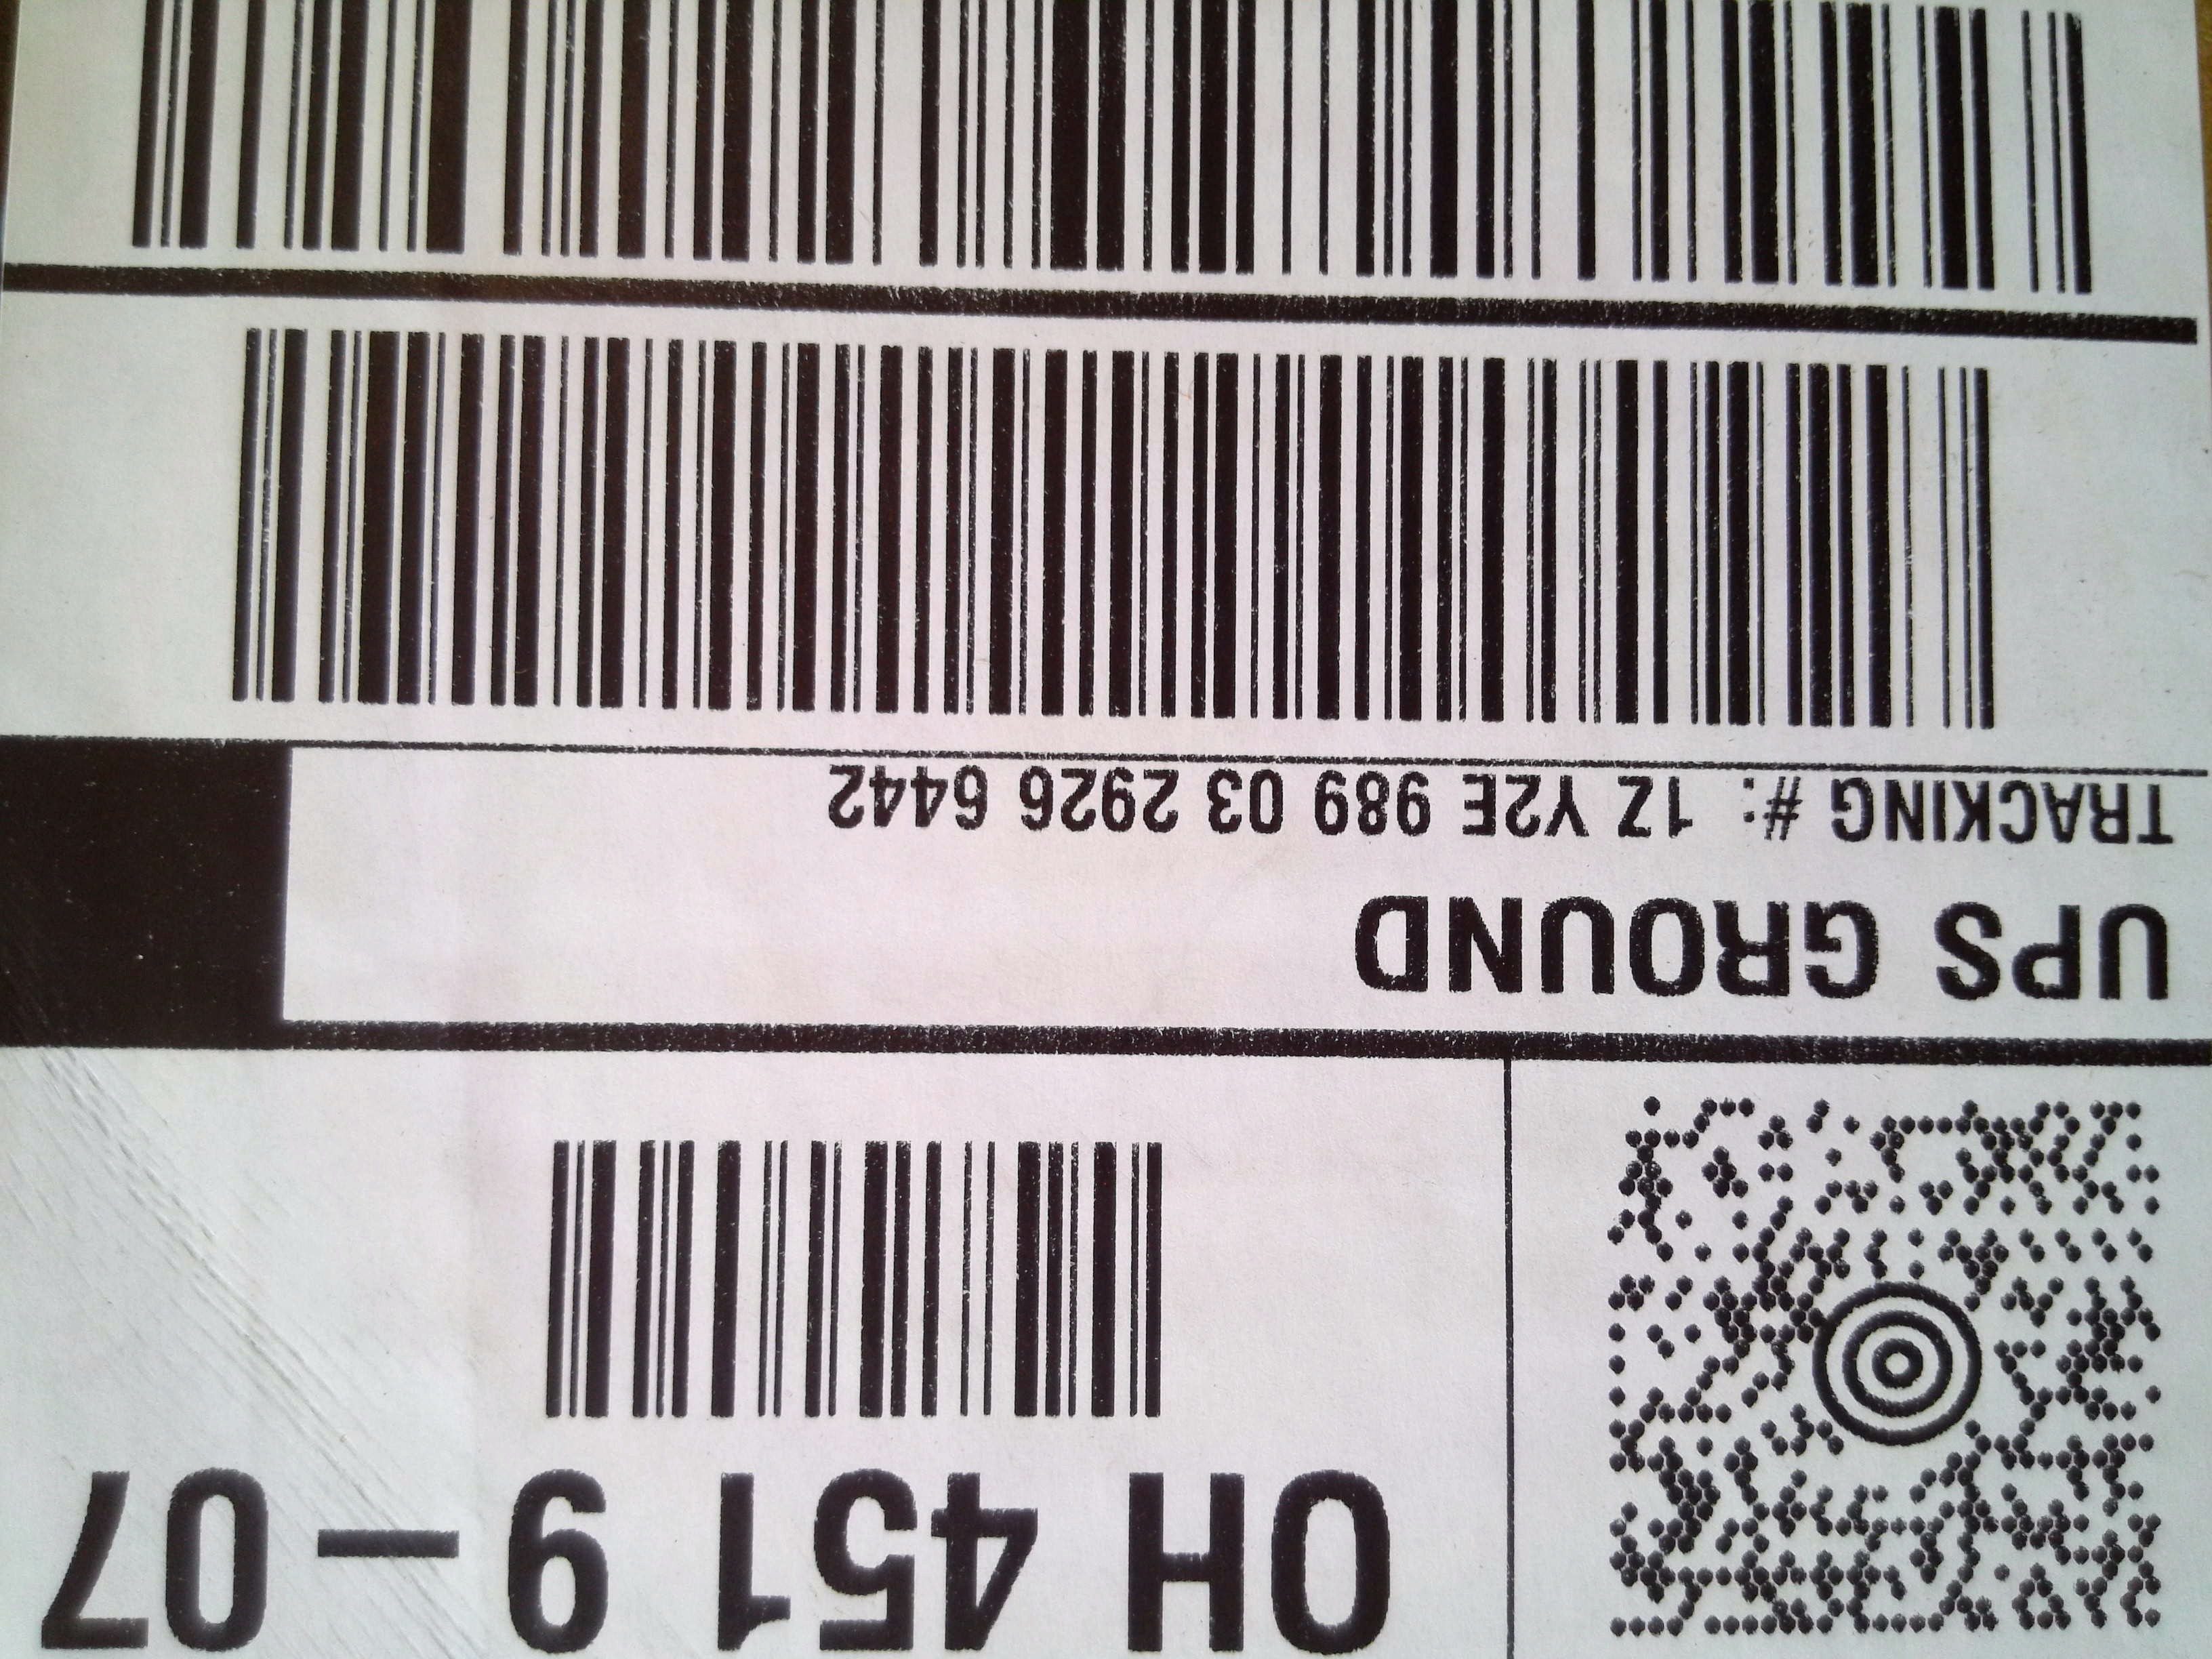 OH 451 9-07
UPS GROUND
TRACKING #: 1Z Y2E 989 03 2926 6442